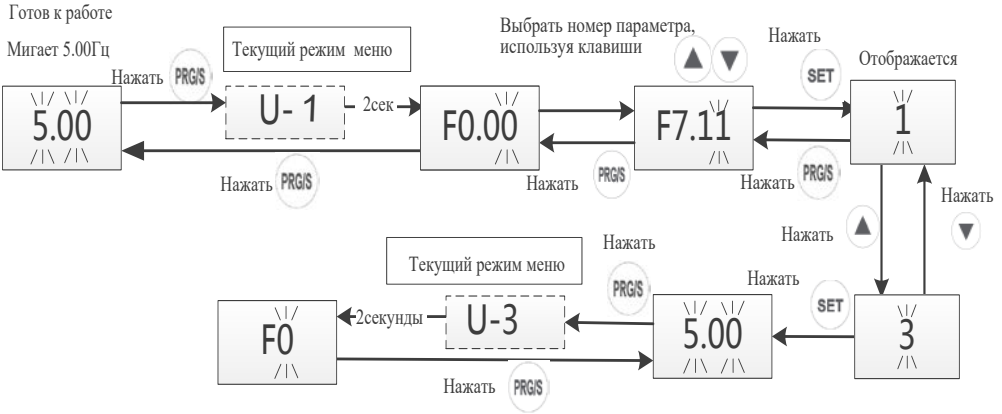 Готов к работе
Мигает 5.00Гц
Нажать PRG/S
Текущий режим меню
Выбрать номер параметра,
используя клавиши
Нажать
SET
Отображается
5.00
U- 1
2сек
F0.00
F7.11
1
Нажать PRG/S
Нажать PRG/S
Нажать PRG/S
Нажать
Нажать
Текущий режим меню
Нажать
PRG/S
Нажать
SET
F0
2секунды
U-3
5.00
3
Нажать PRG/S